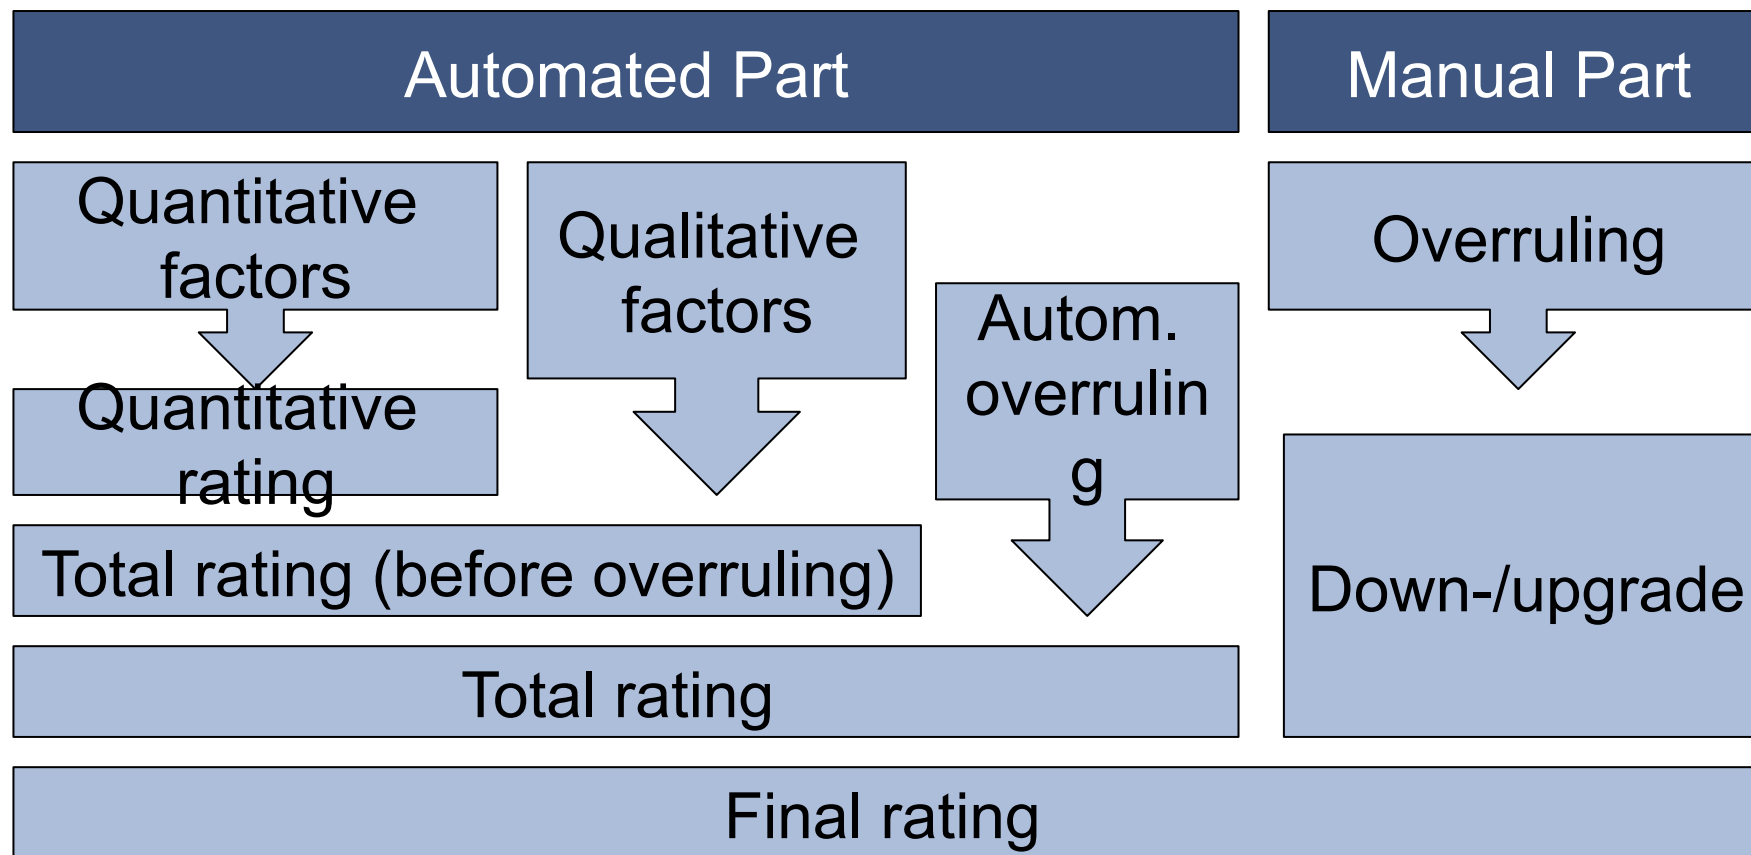 Automated Part
Manual Part
Quantitative
factors
Qualitative
factors
Overruling
Autom.
overrulin
g
Quantitative
rating
Total rating (before overruling)
Down-/upgrade
Total rating
Final rating